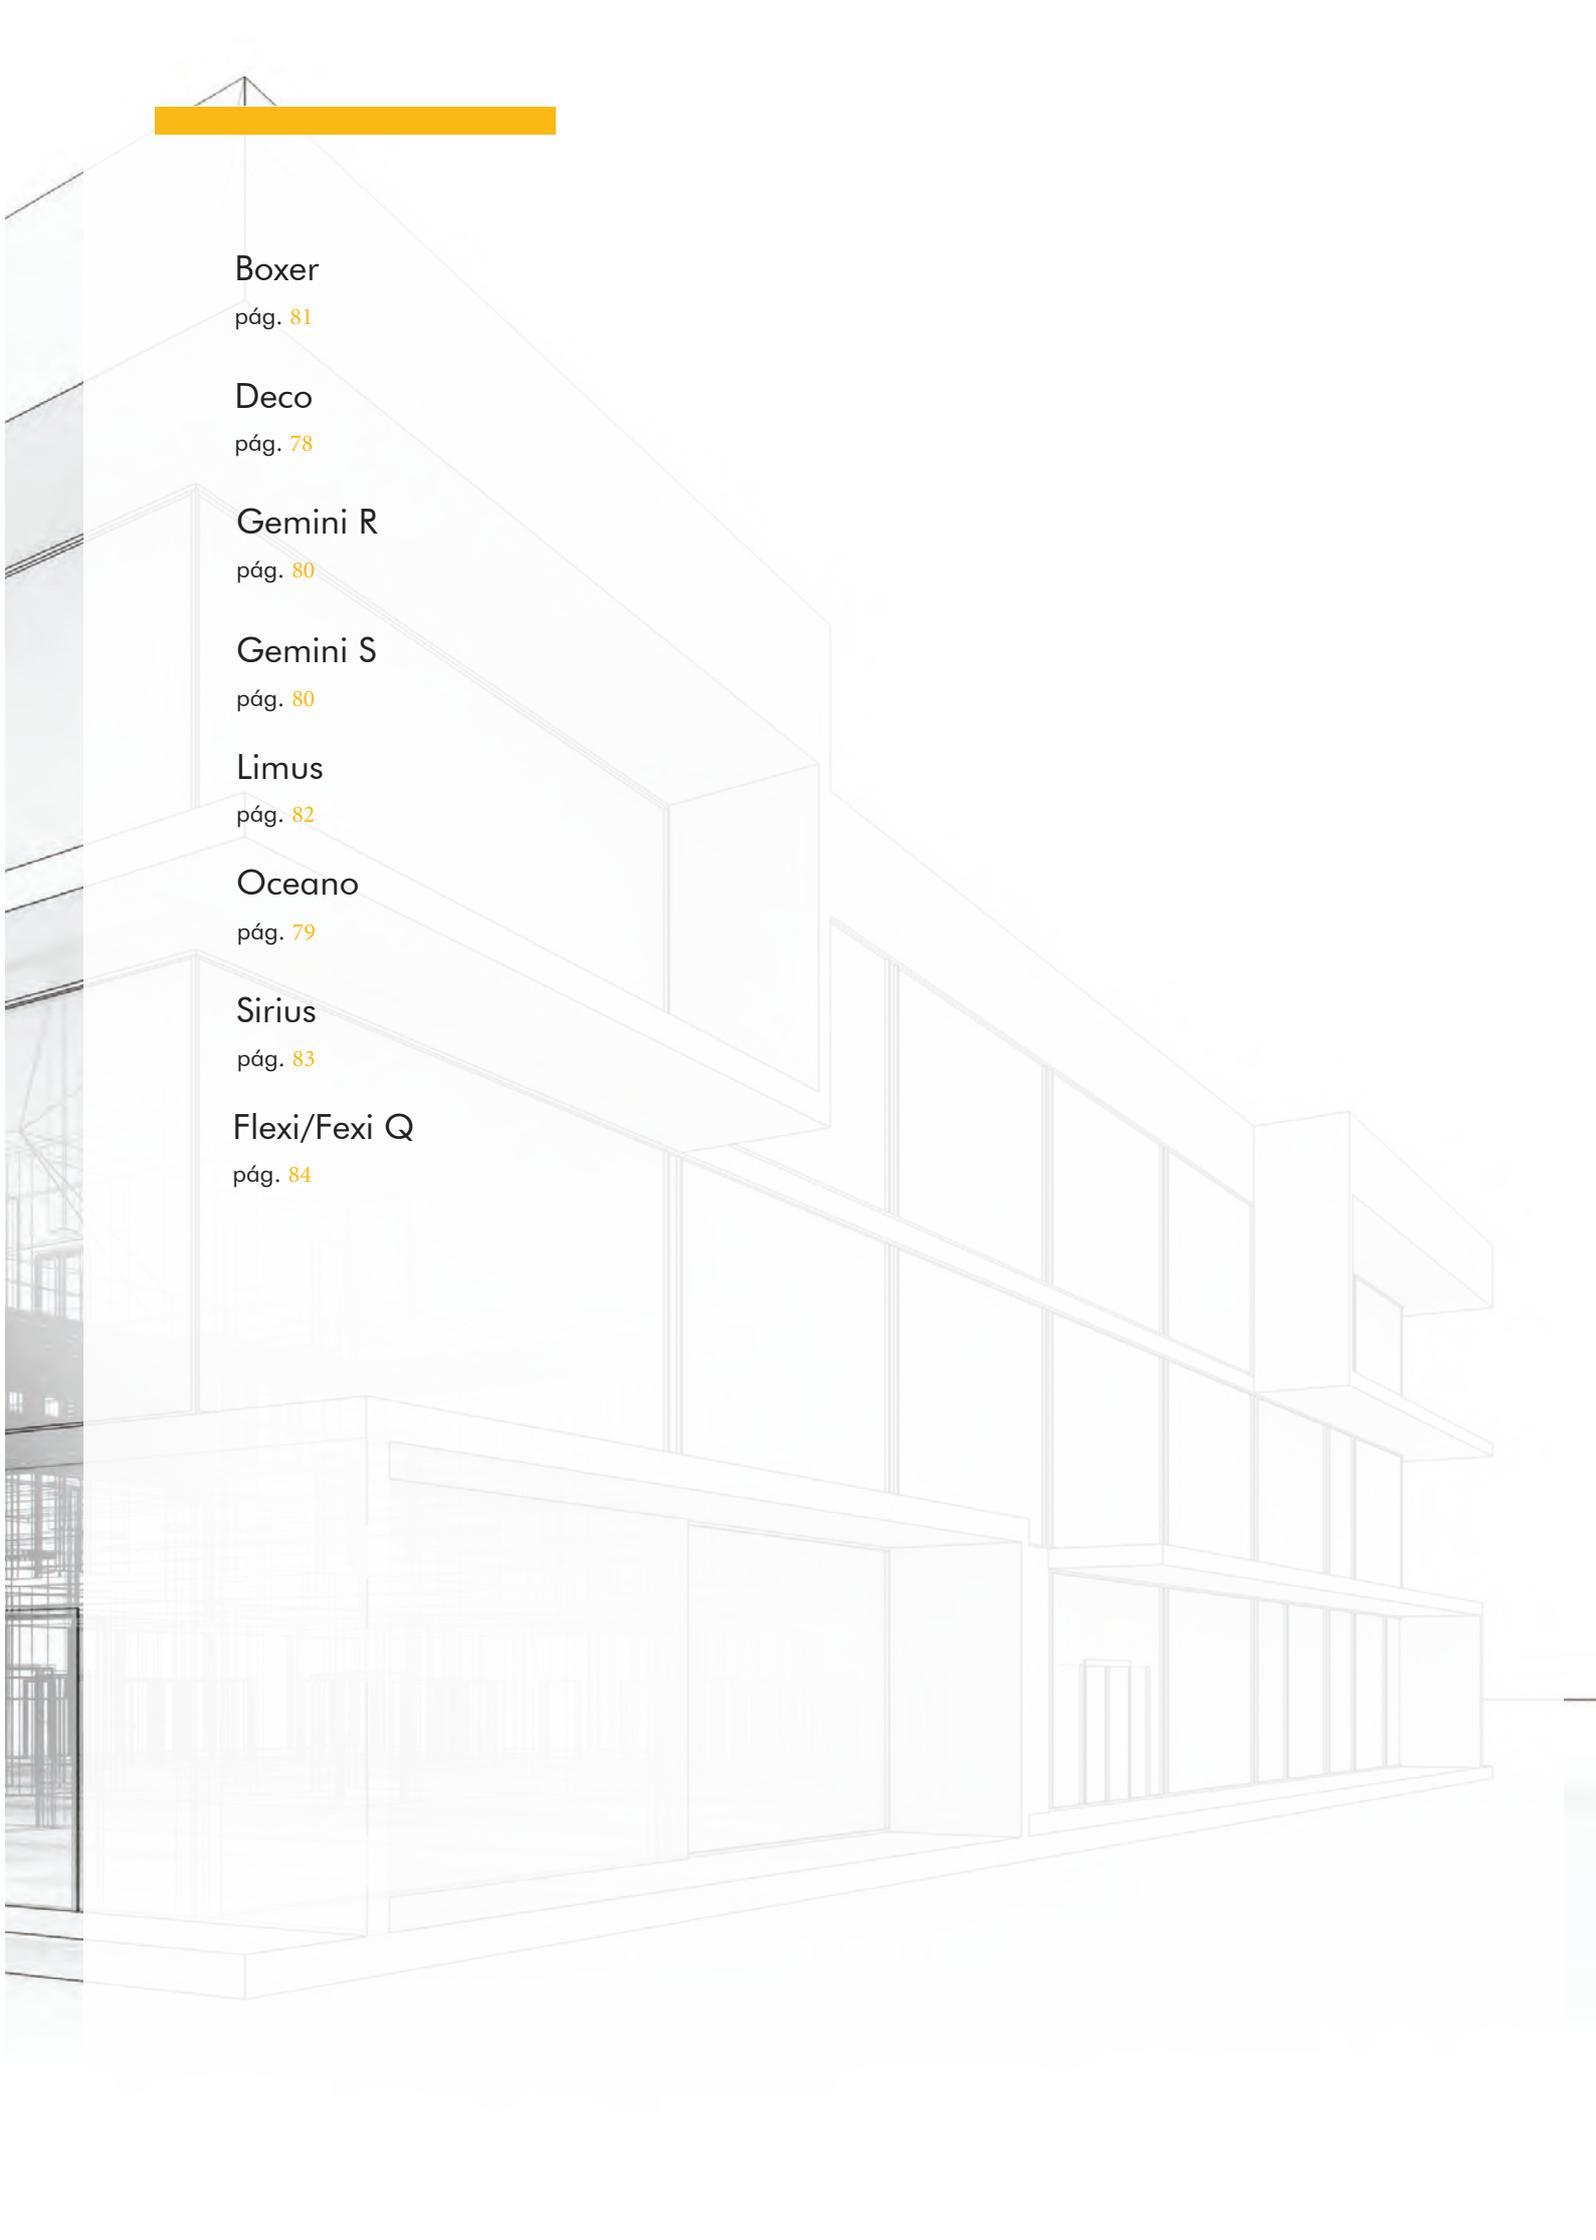 Boxer
pág. 81
Deco
pág. 78
Gemini R
pág. 80
Gemini S
pág. 80
Limus
pág. 82
Oceano
pág. 79
Sirius
pág. 83
Flexi/Fexi Q
pág. 84